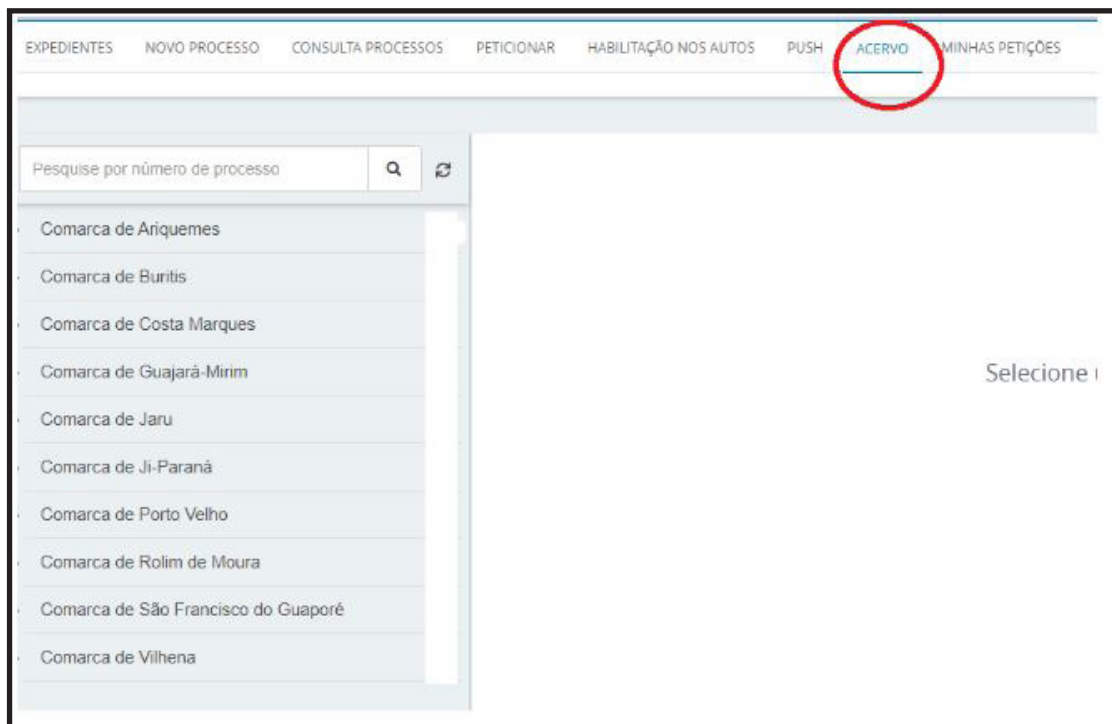 EXPEDIENTES NOVO PROCESSO CONSULTA PROCESSOS PETICIONAR HABILITAÇÃO NOS AUTOS PUSH ACERVO MINHAS PETIÇÕES
Pesquise por número de processo
Comarca de Ariquemes
Comarca de Buritis
Comarca de Costa Marques
Comarca de Guajará-Mirim
Comarca de Jaru
Comarca de Ji-Paraná
Comarca de Porto Velho
Comarca de Rolim de Moura
Comarca de São Francisco do Guaporé
Comarca de Vilhena
Selecione